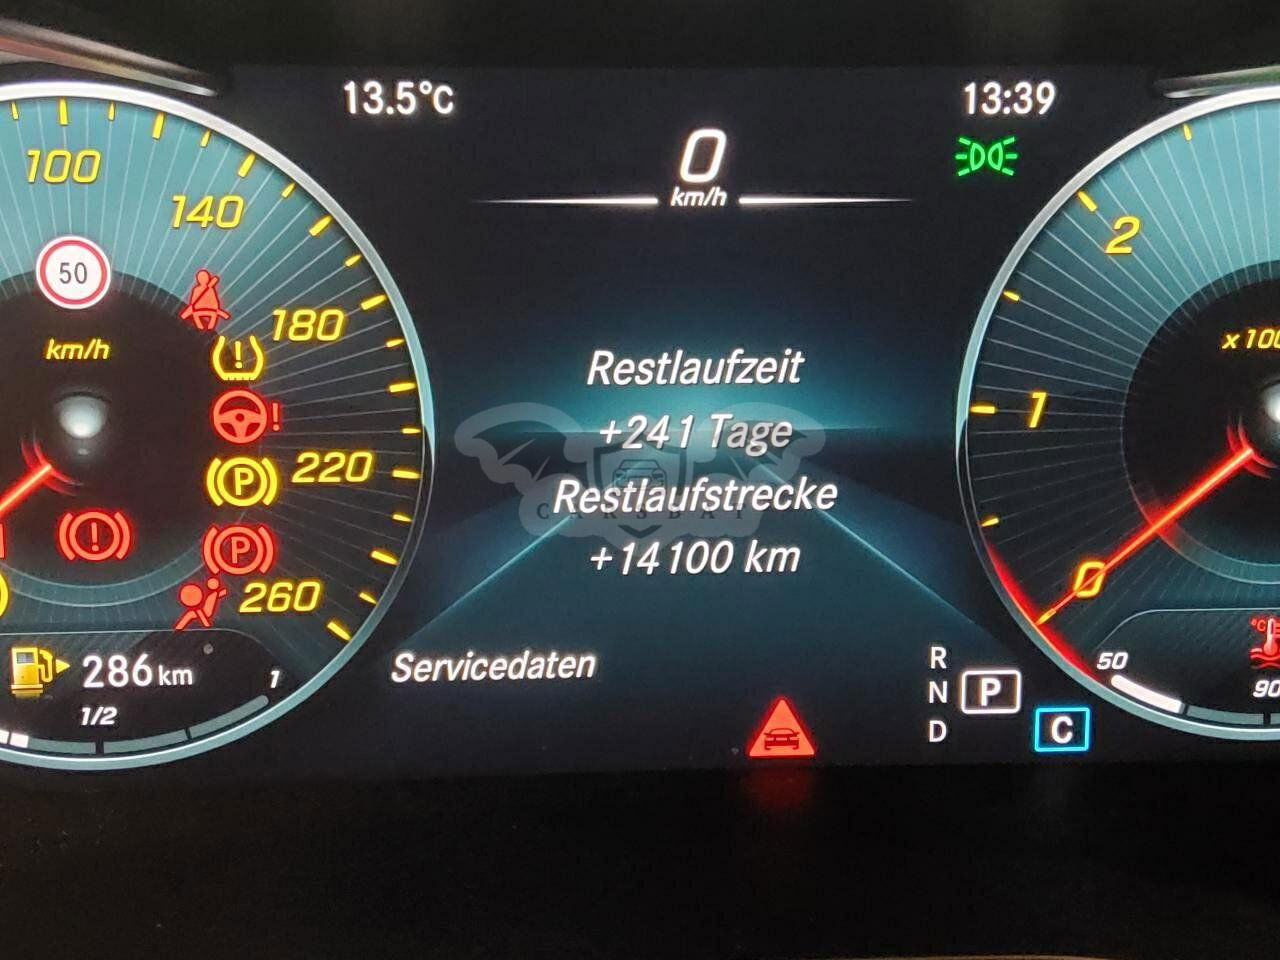 13.5°C
13:39
0
km/h
100
140
180
220
260
50
km/h
Restlaufzeit
+241 Tage
Restlaufstrecke
CARSBAT
+14100 km
Servicedaten
286 km
1/2
1
R
N
D
P
C
2
1
0
x100
50
90
°C
P
P